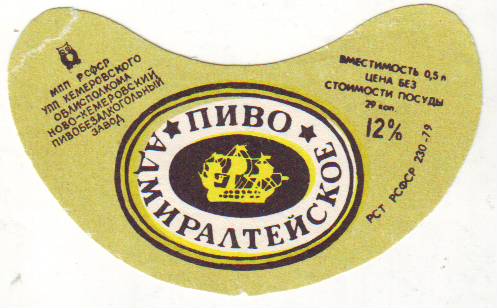 МПП РСФСР
УПП КЕМЕРОВСКОГО
ОБЛИСПОЛКОМА
НОВО-КЕМЕРОВСКИЙ
ПИВОБЕЗАЛКОГОЛЬНЫЙ
ЗАВОД
★ПИВО★
АДМИРАЛТЕЙСКОЕ
ВМЕСТИМОСТЬ 0,5 л
ЦЕНА БЕЗ
СТОИМОСТИ ПОСУДЫ
29 коп
12%
РСТ РСФСР 230-79